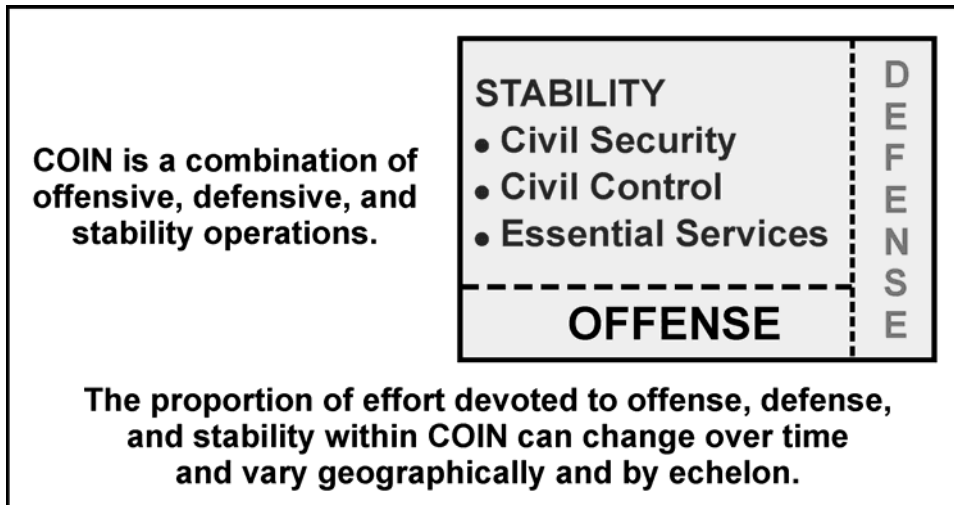 COIN is a combination of
offensive, defensive, and
stability operations.
STABILITY
• Civil Security
• Civil Control
• Essential Services
OFFENSE
DEFENSE
The proportion of effort devoted to offense, defense,
and stability within COIN can change over time
and vary geographically and by echelon.